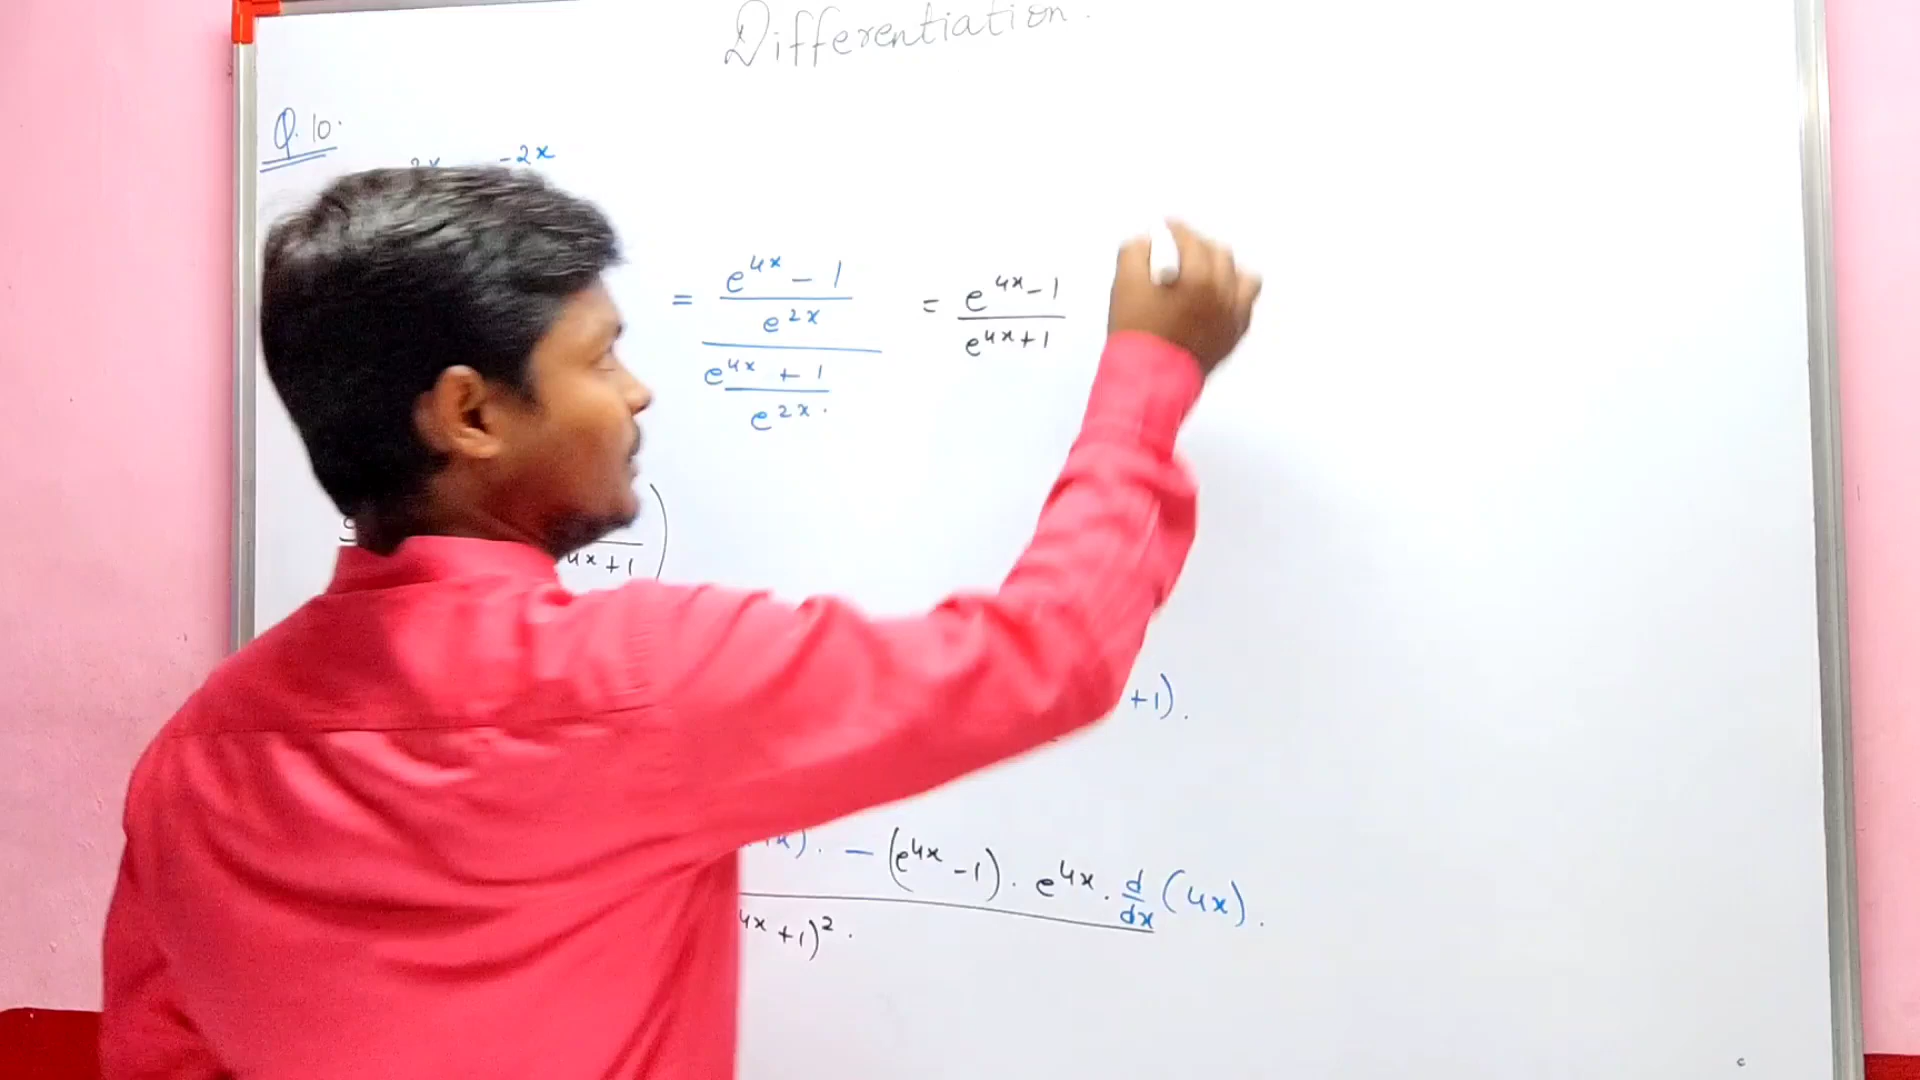 Differentiation.
Q. 10.
2x -2x
= e^4x - 1 / e^2x / e^4x + 1 / e^2x. = e^4x - 1 / e^4x + 1
4x + 1 )
+1).
x). - (e^4x - 1). e^4x. d/dx (4x).
4x + 1)^2.